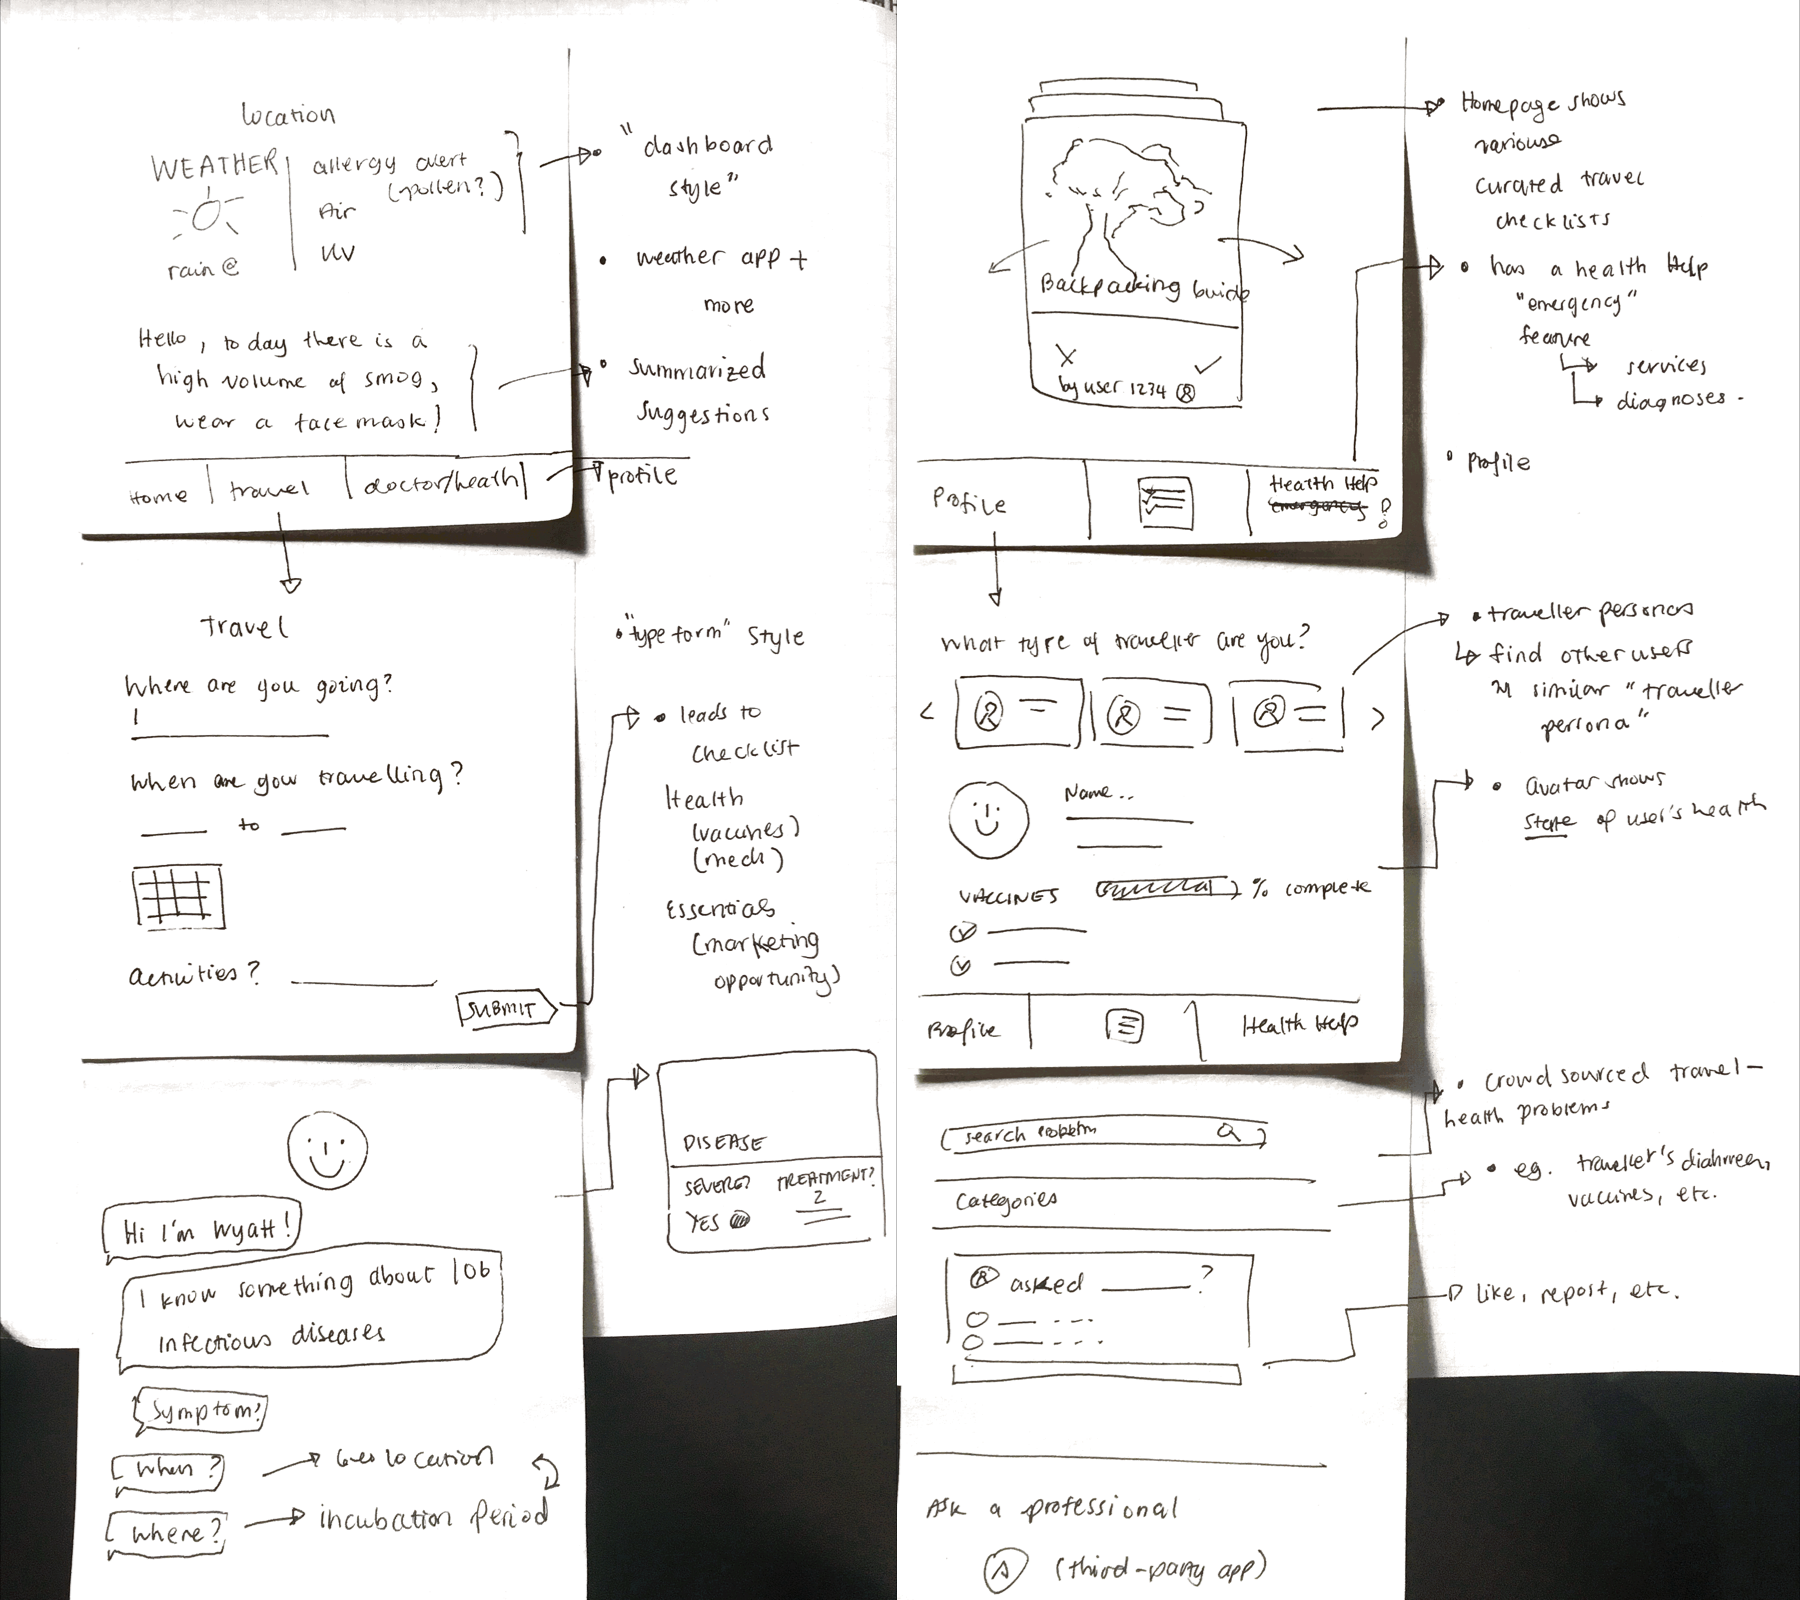 location
WEATHER
allergy alert
(pollen?)
Air
UV
rain @
Hello, today there is a
high volume of smog,
wear a face mask!
Home
travel
doctor/heath
profile
"dashboard
style"
weather app +
more
summarized
suggestions
travel
Where are you going?
When are you travelling?
to
activities?
SUBMIT
"type form" style
leads to
checklist
Health
(vaccines)
(meds)
Essentials
(marketing
opportunity)
Hi I'm Wyatt!
I know something about 106
infectious diseases
Symptom?
When?
Geo location
Where?
incubation period
DISEASE
SEVERE?
TREATMENT?
YES
2
Backpacking Guide
X
by user 1234
Profile
Health Help
emergency
!
Homepage shows
variouse
curated travel
checklists
has a health Help
"emergency"
feature
services
diagnoses.
Profile
What type of traveller are you?
<
>
Name..
VACCINES
% complete
Profile
Health Help
traveller personas
find other users
similar "traveller
persona"
Avatar shows
state of user's health
search problem
Categories
asked
?
Ask a professional
A
(third-party app)
crowd sourced travel-
health problems
eg.
traveller's diahrreea,
vaccines, etc.
like, repost, etc.